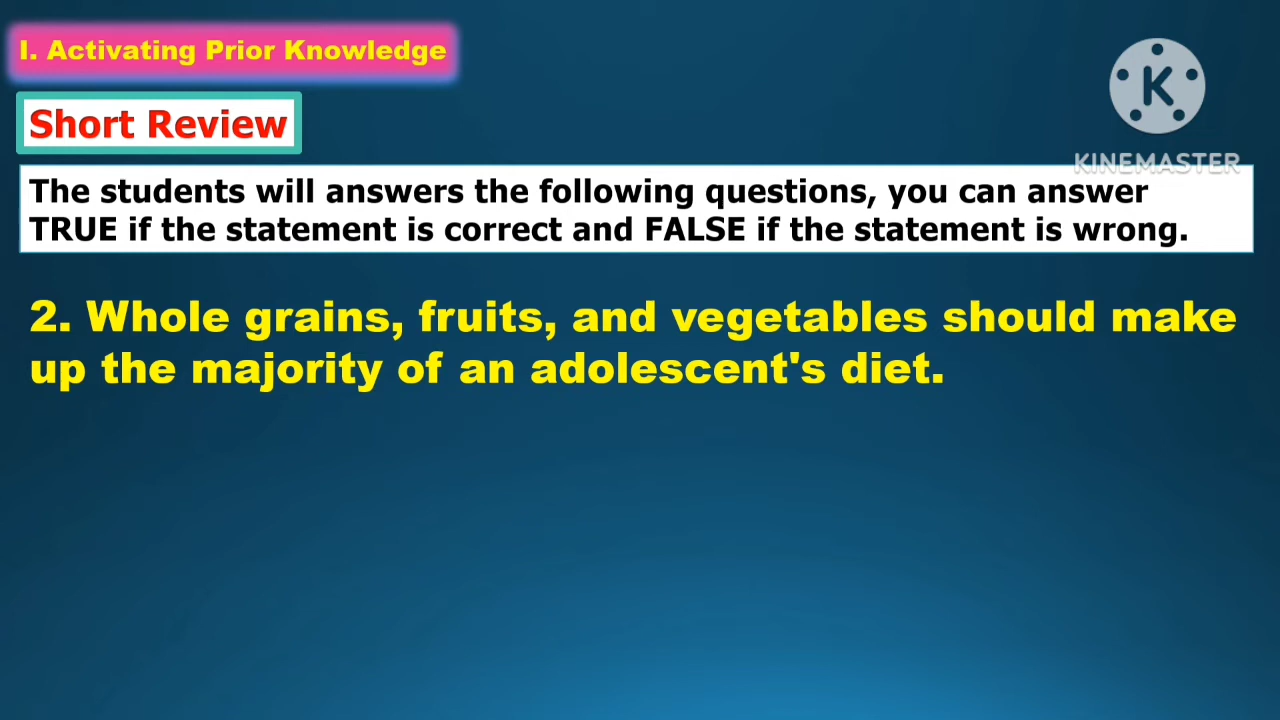 I. Activating Prior Knowledge
Short Review
K
KINEMASTER
The students will answers the following questions, you can answer
TRUE if the statement is correct and FALSE if the statement is wrong.
2. Whole grains, fruits, and vegetables should make
up the majority of an adolescent's diet.